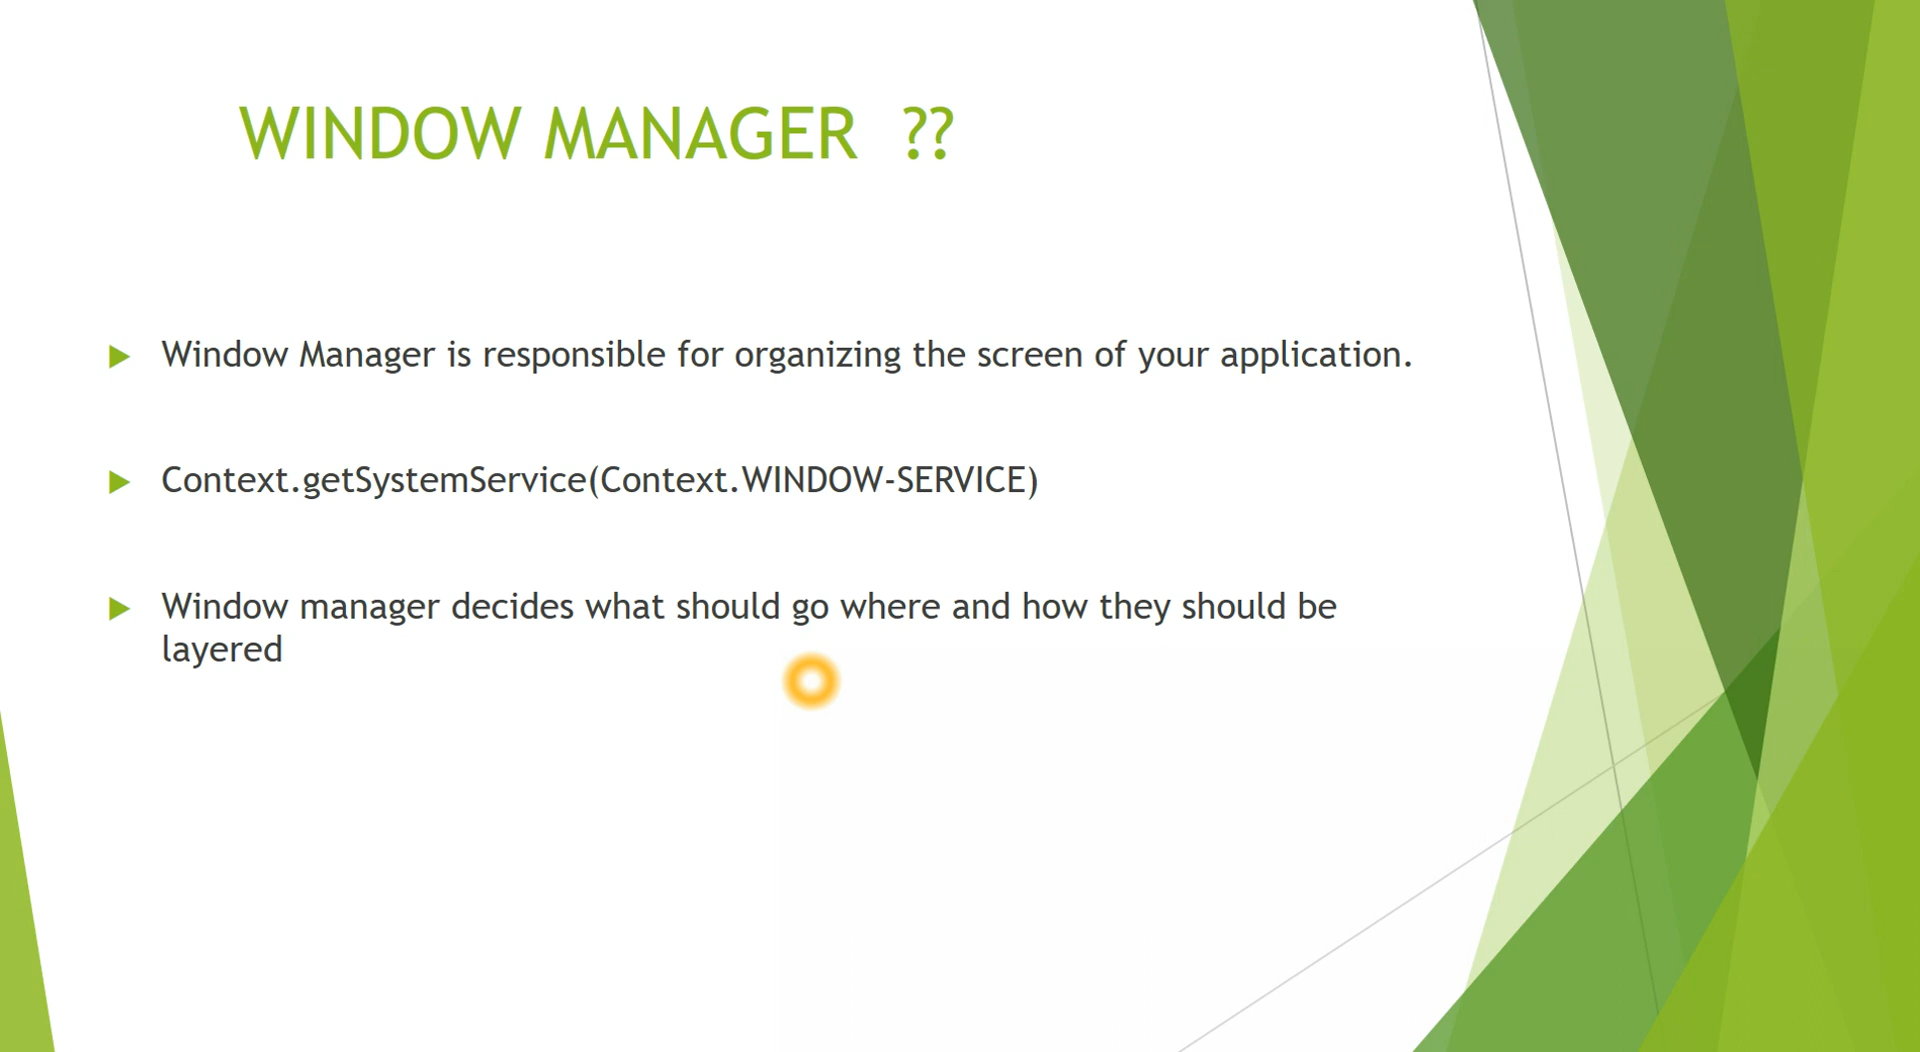 WINDOW MANAGER ??
Window Manager is responsible for organizing the screen of your application.
Context.getSystemService(Context.WINDOW-SERVICE)
Window manager decides what should go where and how they should be
layered